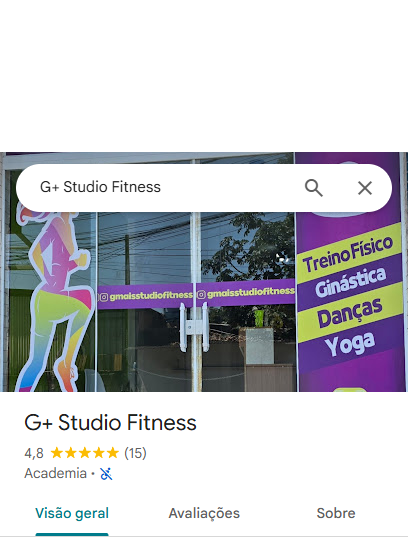 G+ Studio Fitness
gmaisstudiofitness
gmaisstudiofitness
Treino Físico
Ginástica
Danças
Yoga
G+ Studio Fitness
4,8 (15)
Academia ·
Visão geral
Avaliações
Sobre